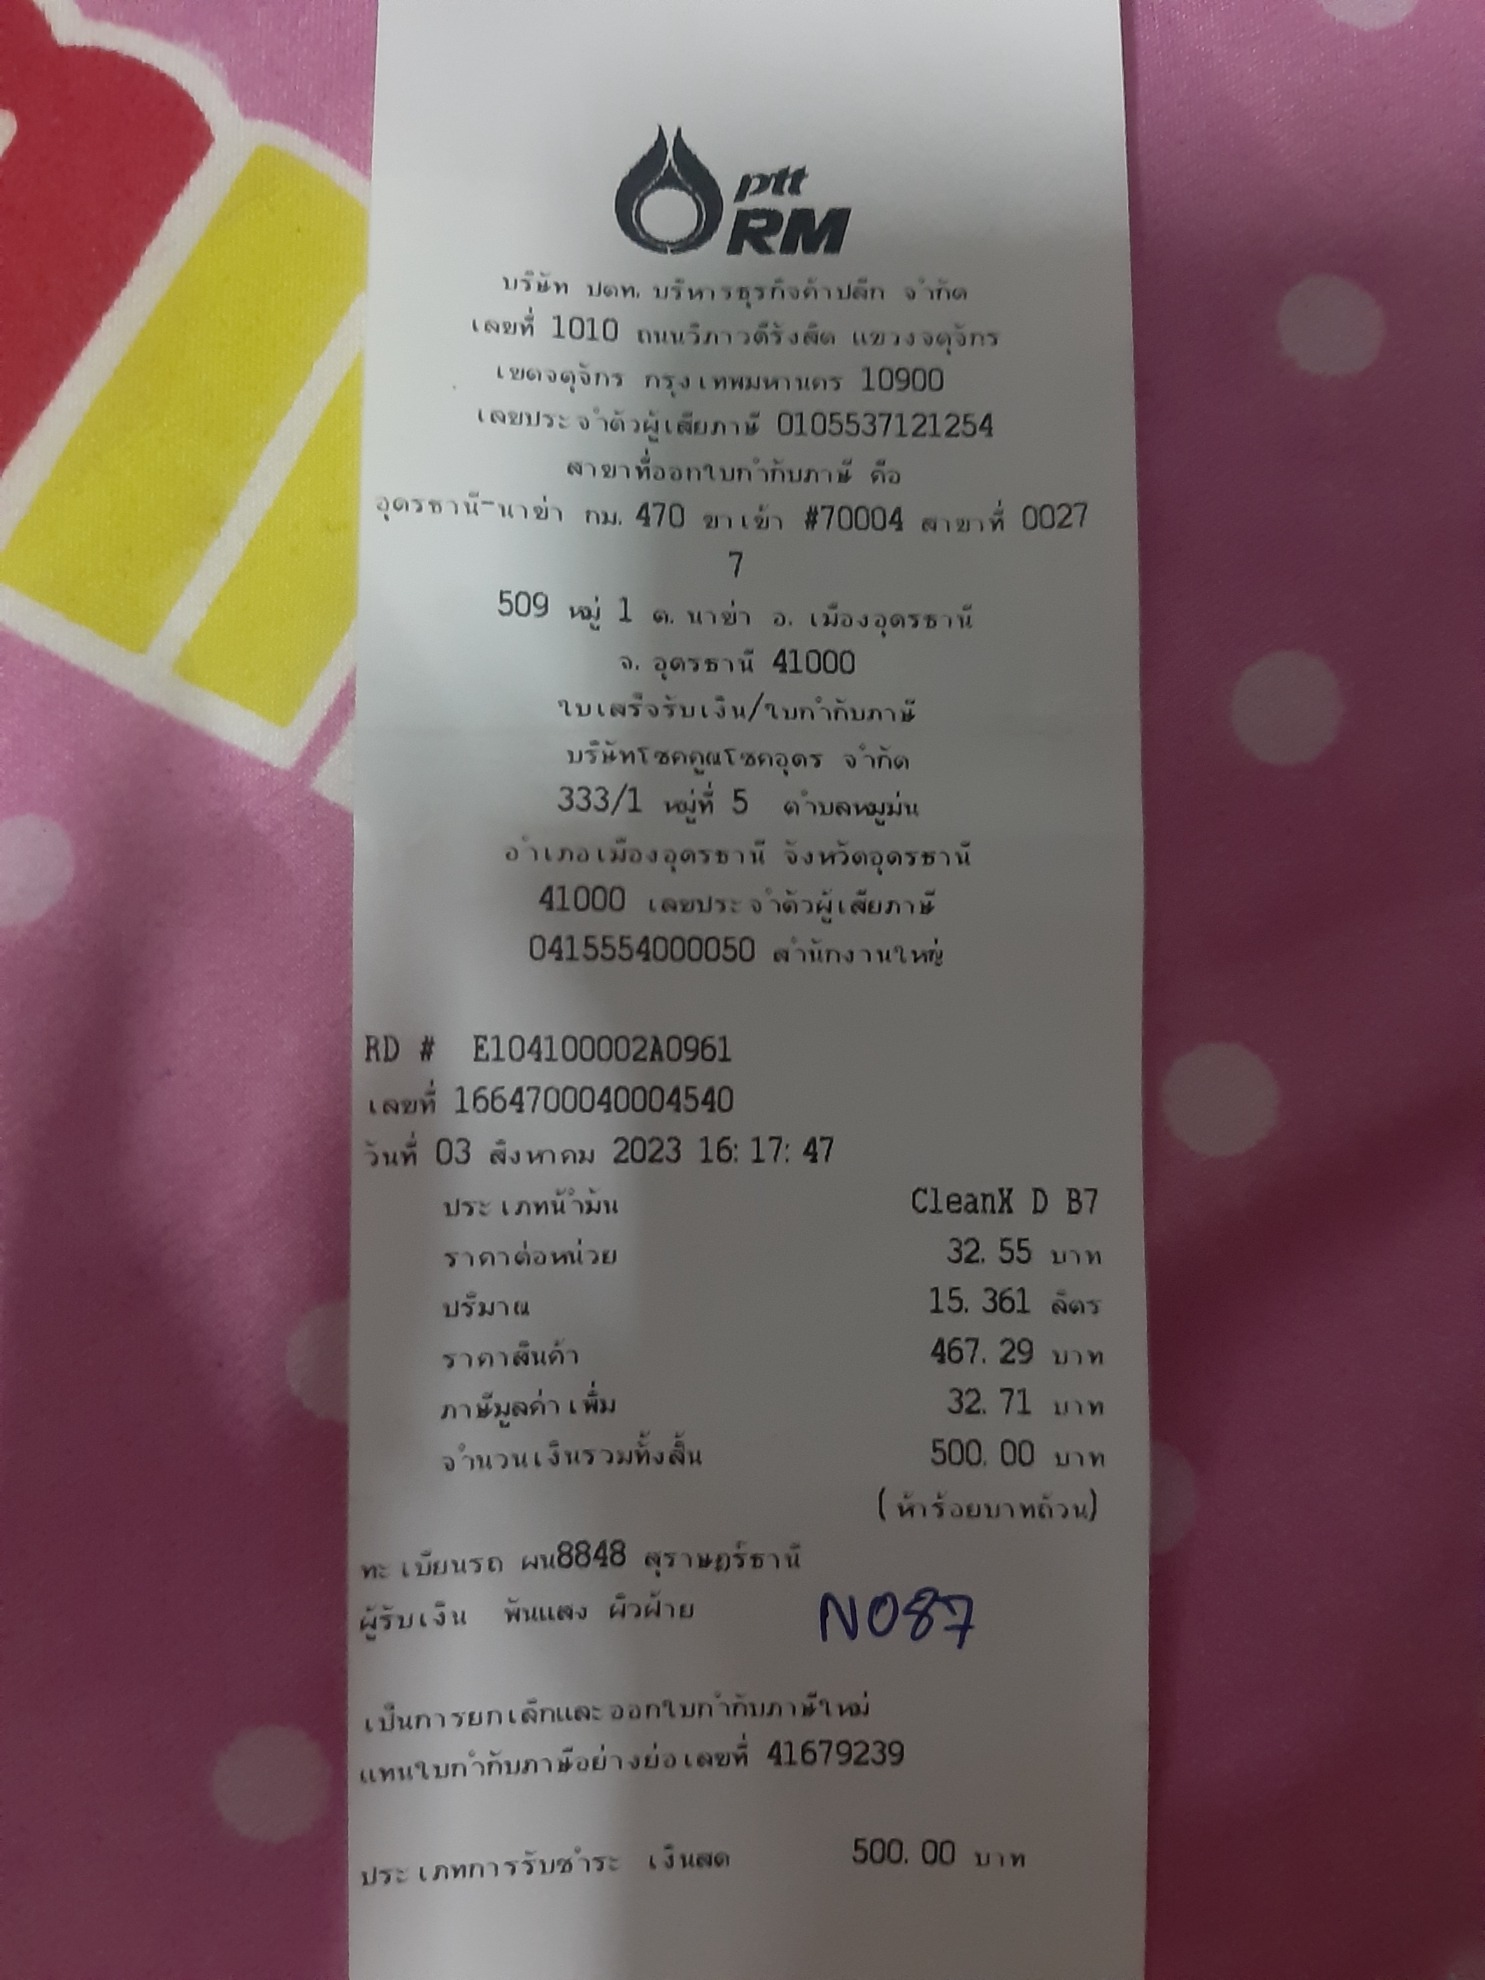 ptt
RM
บริษัท ปตท. บริหารธุรกิจค้าปลีก จำกัด
เลขที่ 1010 ถนนวิภาวดีรังสิต แขวงจตุจักร
เขตจตุจักร กรุงเทพมหานคร 10900
เลขประจำตัวผู้เสียภาษี 0105537121254
สาขาที่ออกใบกำกับภาษี คือ
อุดรธานี-นาข่า กม. 470 ขาเข้า #70004 สาขาที่ 0027
7
509 หมู่ 1 ต. นาข่า อ. เมืองอุดรธานี
จ. อุดรธานี 41000
ใบเสร็จรับเงิน/ใบกำกับภาษี
บริษัทโชคคูณโชคอุดร จำกัด
333/1 หมู่ที่ 5 ตำบลหมูม่น
อำเภอเมืองอุดรธานี จังหวัดอุดรธานี
41000 เลขประจำตัวผู้เสียภาษี
0415554000050 สำนักงานใหญ่
RD # E104100002A0961
เลขที่ 1664700040004540
วันที่ 03 สิงหาคม 2023 16:17:47
ประเภทน้ำมัน CleanX D B7
ราคาต่อหน่วย 32.55 บาท
ปริมาณ 15.361 ลิตร
ราคาสินค้า 467.29 บาท
ภาษีมูลค่าเพิ่ม 32.71 บาท
จำนวนเงินรวมทั้งสิ้น 500.00 บาท
(ห้าร้อยบาทถ้วน)
ทะเบียนรถ ผน8848 สุราษฎร์ธานี
ผู้รับเงิน พันแสง ผิวฝ้าย NO87
เป็นการยกเลิกและออกใบกำกับภาษีใหม่
แทนใบกำกับภาษีอย่างย่อเลขที่ 41679239
ประเภทการรับชำระ เงินสด 500.00 บาท